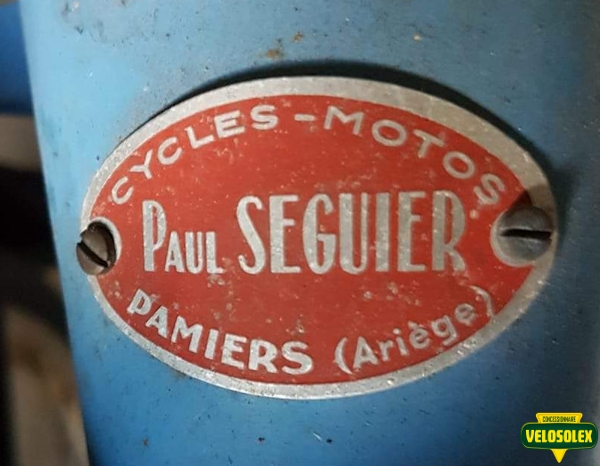 CYCLES-MOTOS
PAUL SEGUIER
PAMIERS (Ariège)
CONCESSIONNAIRE
VELOSOLEX